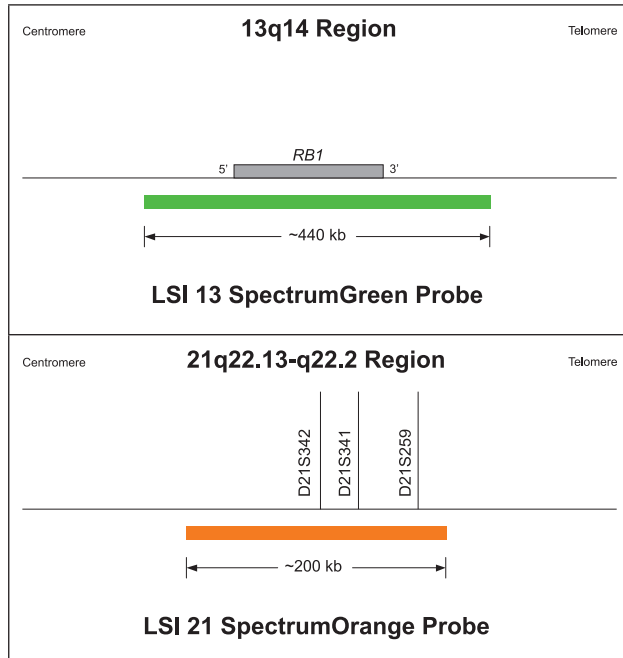 13q14 Region
Centromere
Telomere
RB1
5’
3’
~440 kb
LSI 13 SpectrumGreen Probe
21q22.13-q22.2 Region
Centromere
Telomere
D21S342
D21S341
D21S259
~200 kb
LSI 21 SpectrumOrange Probe